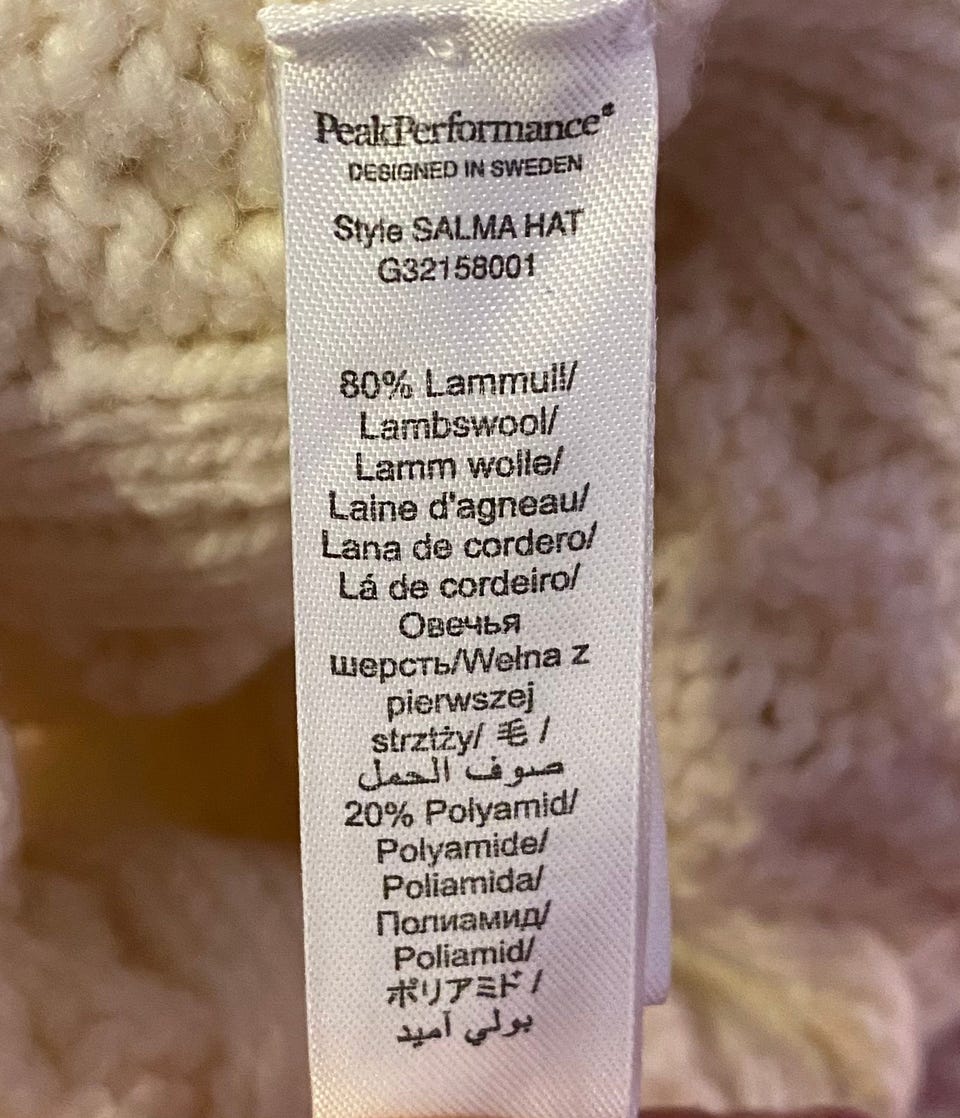 PeakPerformance®
DESIGNED IN SWEDEN
Style SALMA HAT
G32158001
80% Lammull/
Lambswool/
Lamm wolle/
Laine d'agneau/
Lana de cordero/
Lá de cordeiro/
Овечья
шерсть/Wełna z
pierwszej
strztży/ 毛 /
صوف الحمل
20% Polyamid/
Polyamide/
Poliamida/
Полиамид/
Poliamid/
ポリアミド /
بولي آميد